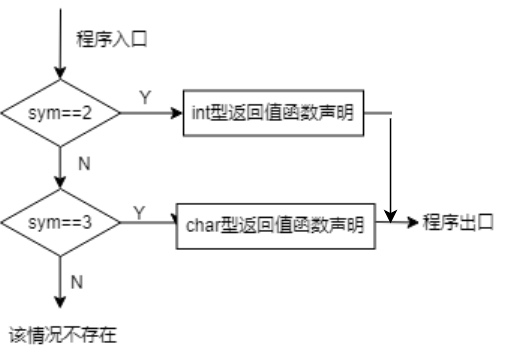 程序入口
sym==2
Y
int型返回值函数声明
N
sym==3
Y
char型返回值函数声明
程序出口
N
该情况不存在